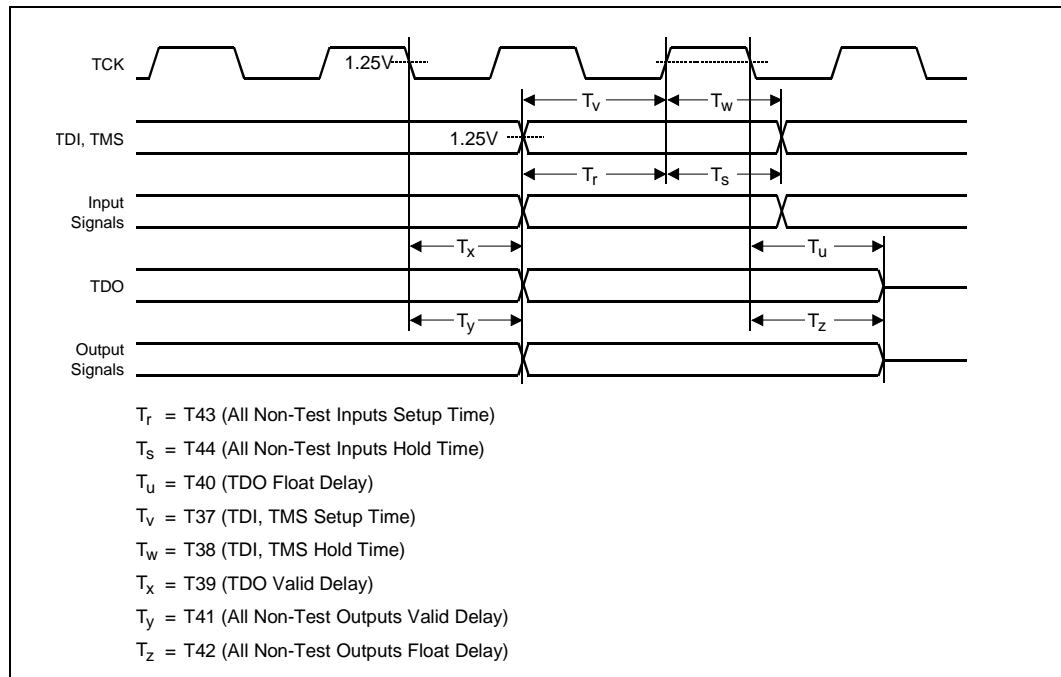 TCK
1.25V
Tv
Tw
TDI, TMS
1.25V
Tr
Ts
Input
Signals
Tx
Tu
TDO
Ty
Tz
Output
Signals
Tr = T43 (All Non-Test Inputs Setup Time)
Ts = T44 (All Non-Test Inputs Hold Time)
Tu = T40 (TDO Float Delay)
Tv = T37 (TDI, TMS Setup Time)
Tw = T38 (TDI, TMS Hold Time)
Tx = T39 (TDO Valid Delay)
Ty = T41 (All Non-Test Outputs Valid Delay)
Tz = T42 (All Non-Test Outputs Float Delay)